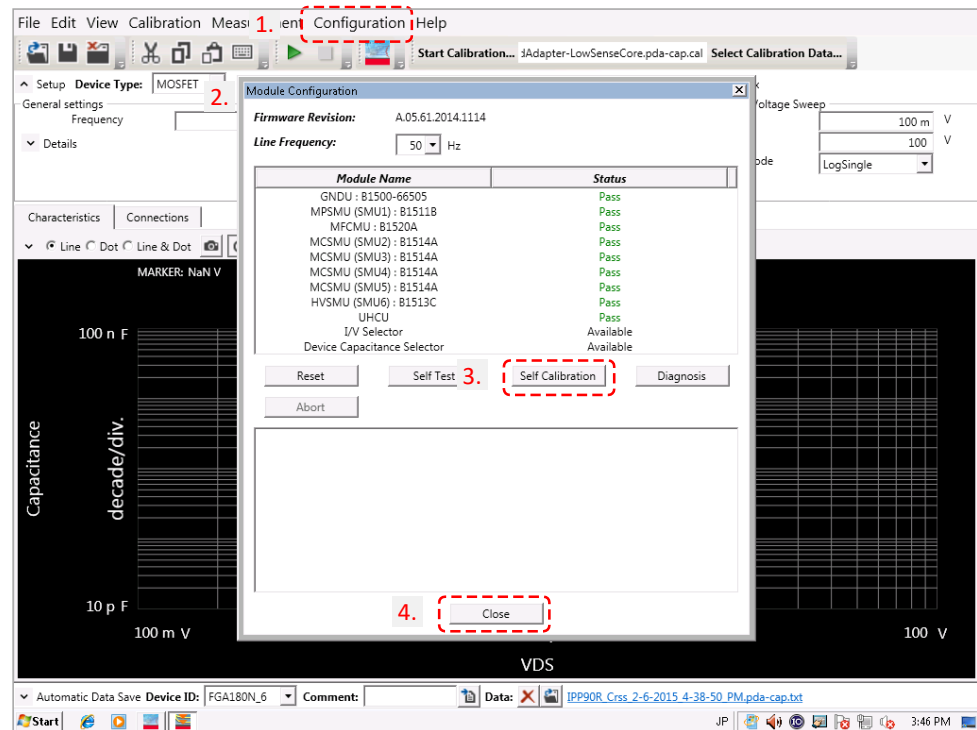 File Edit View Calibration Meas 1. ent Configuration Help
Start Calibration... JAdapter-LowSenseCore.pda-cap.cal Select Calibration Data...
Setup Device Type: MOSFET
2.
General settings
Frequency
Details
Voltage Sweep
100 m V
100 V
ode LogSingle
Characteristics Connections
Line Dot Line & Dot
MARKER: NaN V
Module Configuration
Firmware Revision: A.05.61.2014.1114
Line Frequency: 50 Hz
Module Name Status
GNDU : B1500-66505 Pass
MPSMU (SMU1) : B1511B Pass
MFCMU : B1520A Pass
MCSMU (SMU2) : B1514A Pass
MCSMU (SMU3) : B1514A Pass
MCSMU (SMU4) : B1514A Pass
MCSMU (SMU5) : B1514A Pass
HVSMU (SMU6) : B1513C Pass
UHCU Pass
I/V Selector Available
Device Capacitance Selector Available
Reset Self Test 3. Self Calibration Diagnosis
Abort
4. Close
100 n F
Capacitance
decade/div.
10 p F
100 m V
100 V
VDS
Automatic Data Save Device ID: FGA180N_6 Comment: Data: IPP90R_Crss_2-6-2015_4-38-50_PM.pda-cap.txt
Start JP 3:46 PM